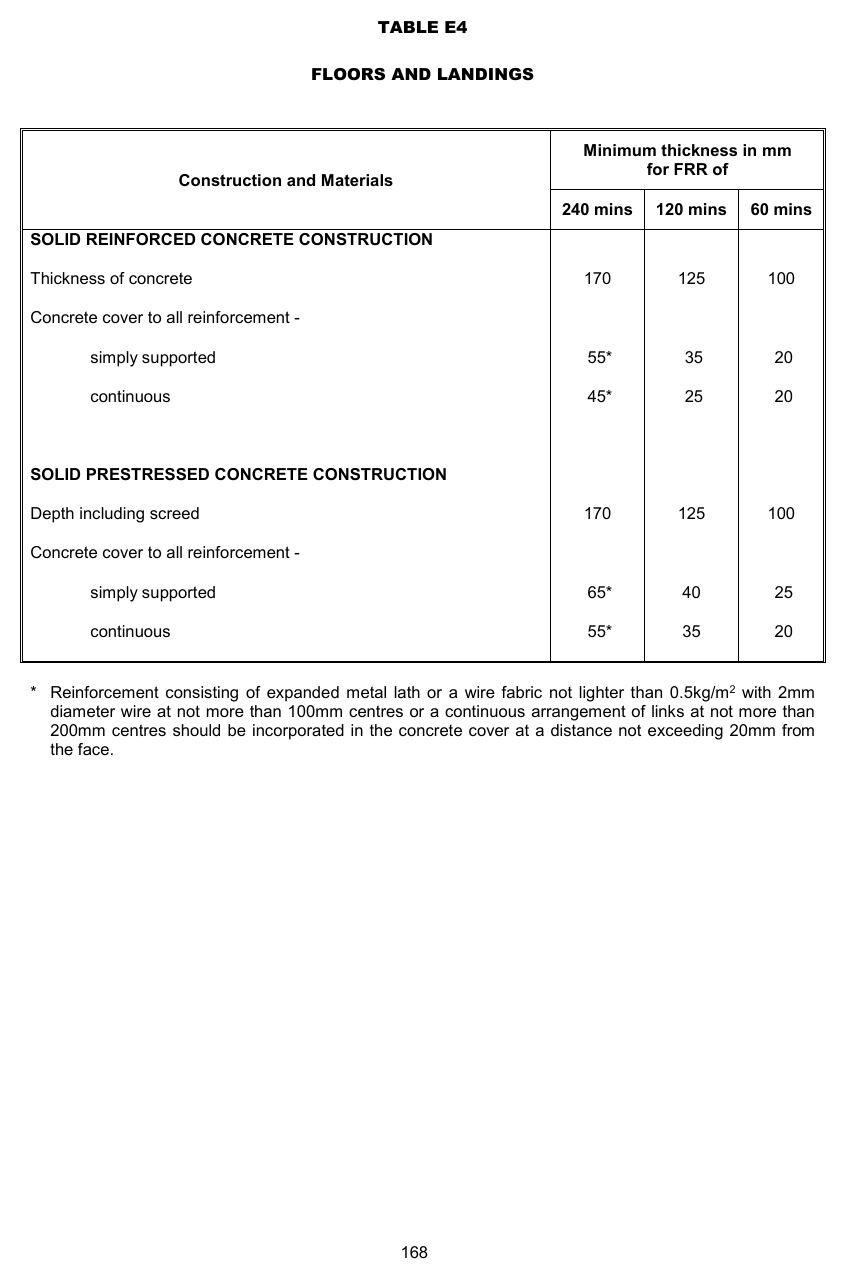 TABLE E4
FLOORS AND LANDINGS
Construction and Materials
Minimum thickness in mm
for FRR of
240 mins 120 mins 60 mins
SOLID REINFORCED CONCRETE CONSTRUCTION
Thickness of concrete 170 125 100
Concrete cover to all reinforcement -
simply supported 55* 35 20
continuous 45* 25 20
SOLID PRESTRESSED CONCRETE CONSTRUCTION
Depth including screed 170 125 100
Concrete cover to all reinforcement -
simply supported 65* 40 25
continuous 55* 35 20
* Reinforcement consisting of expanded metal lath or a wire fabric not lighter than 0.5kg/m² with 2mm
diameter wire at not more than 100mm centres or a continuous arrangement of links at not more than
200mm centres should be incorporated in the concrete cover at a distance not exceeding 20mm from
the face.
168